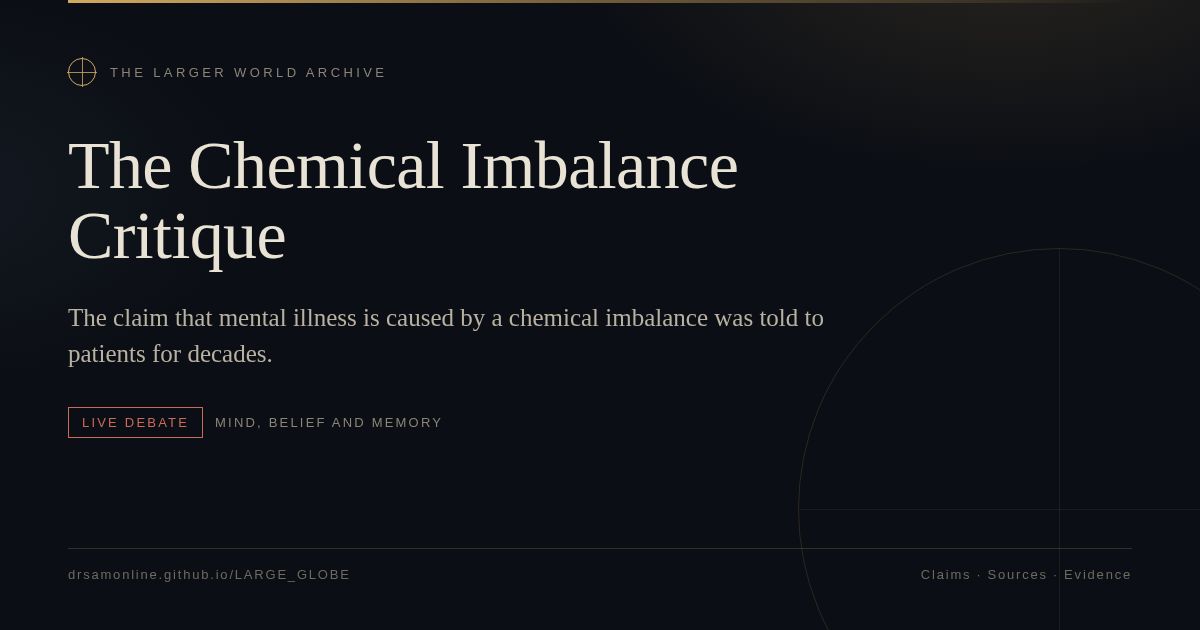 THE LARGER WORLD ARCHIVE
The Chemical Imbalance
Critique
The claim that mental illness is caused by a chemical imbalance was told to
patients for decades.
LIVE DEBATE
MIND, BELIEF AND MEMORY
drsamonline.github.io/LARGE_GLOBE
Claims · Sources · Evidence